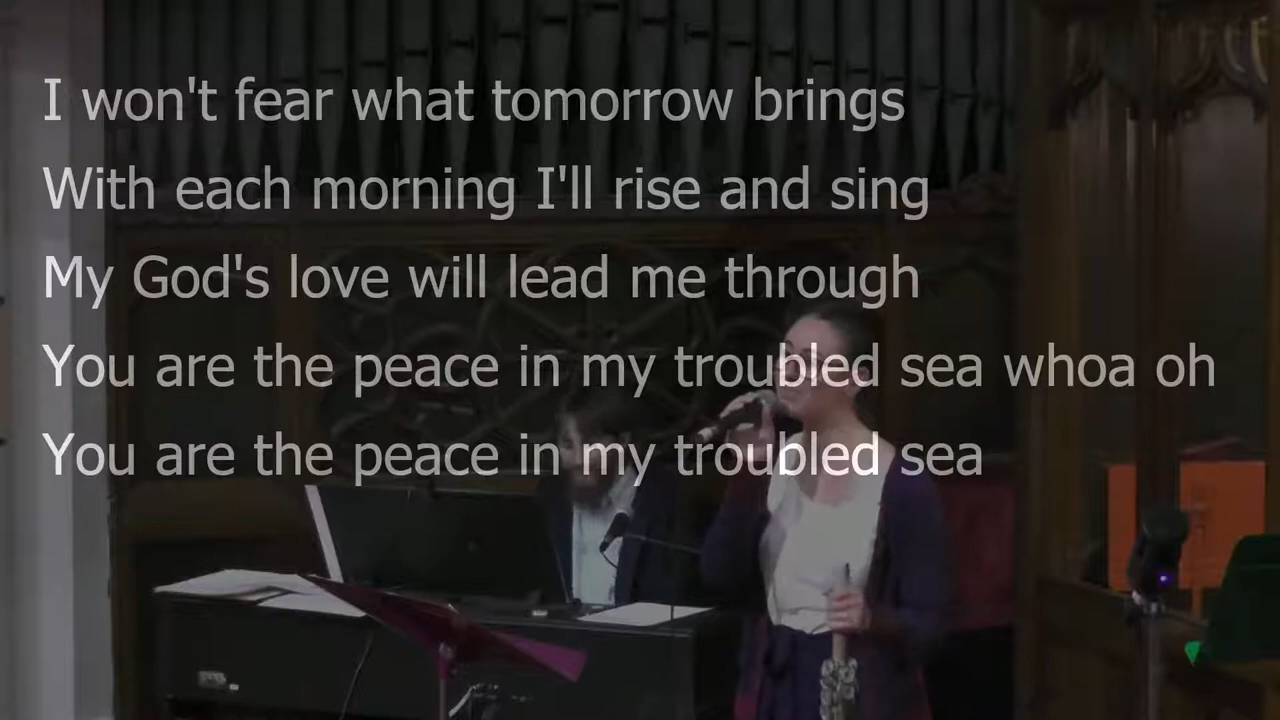 I won't fear what tomorrow brings
With each morning I'll rise and sing
My God's love will lead me through
You are the peace in my troubled sea whoa oh
You are the peace in my troubled sea